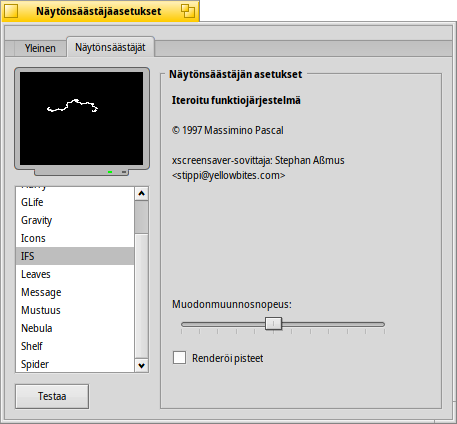 Näytönsäästäjäasetukset
Yleinen
Näytönsäästäjät
GLife
Gravity
Icons
IFS
Leaves
Message
Mustuus
Nebula
Shelf
Spider
Testaa
Näytönsäästäjän asetukset
Iteroitu funktiojärjestelmä
© 1997 Massimino Pascal
xscreensaver-sovittaja: Stephan Aßmus
<stippi@yellowbites.com>
Muodonmuunnosnopeus:
Renderöi pisteet